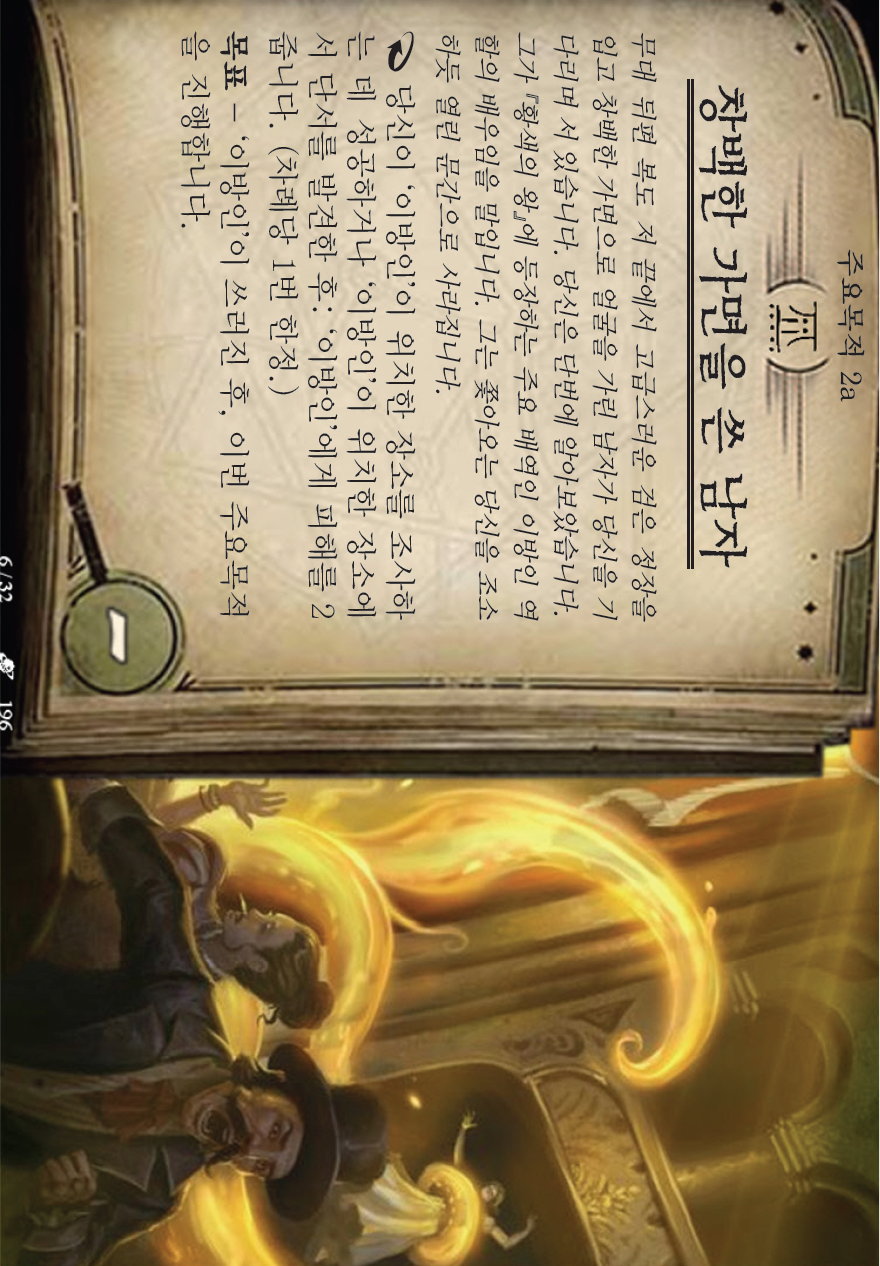 주요목적 2a
창백한 가면을 쓴 남자
무대 뒤편 복도 저 끝에서 고급스러운 검은 정장을
입고 창백한 가면으로 얼굴을 가린 남자가 당신을 기
다리며 서 있습니다. 당신은 단번에 알아보았습니다.
그가 『황색의 왕』에 등장하는 주요 배역인 이방인 역
할의 배우임을 말입니다. 그는 쫓아오는 당신을 조소
하듯 열린 문간으로 사라집니다.
당신이 ‘이방인’이 위치한 장소를 조사하
는 데 성공하거나 ‘이방인’이 위치한 장소에
서 단서를 발견한 후: ‘이방인’에게 피해를 2
줍니다. (차례당 1번 한정.)
목표 – ‘이방인’이 쓰러진 후, 이번 주요목적
을 진행합니다.
–
6/32 196